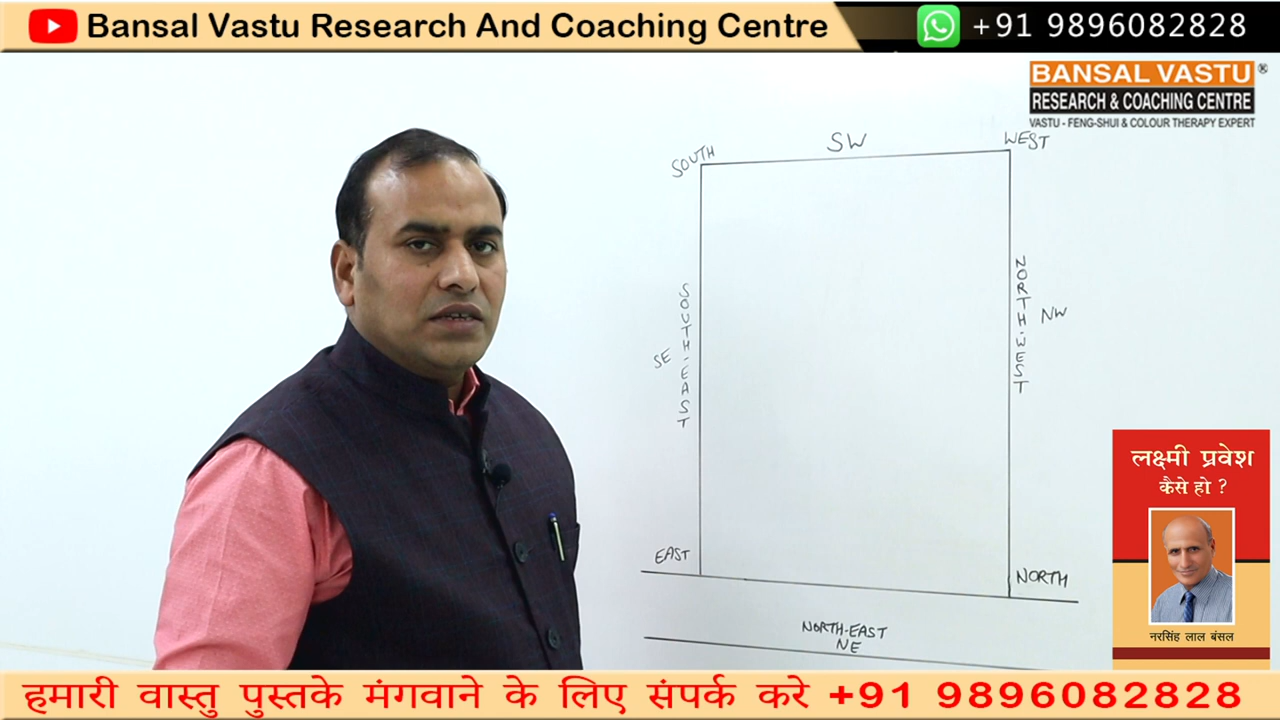 Bansal Vastu Research And Coaching Centre
+91 9896082828
BANSAL VASTU ®
RESEARCH & COACHING CENTRE
VASTU - FENG-SHUI & COLOUR THERAPY EXPERT
SOUTH
SW
WEST
SOUTH-EAST
SE
NORTH-WEST
NW
EAST
NORTH
NORTH-EAST
NE
लक्ष्मी प्रवेश
कैसे हो ?
नरसिंह लाल बंसल
हमारी वास्तु पुस्तके मंगवाने के लिए संपर्क करे +91 9896082828